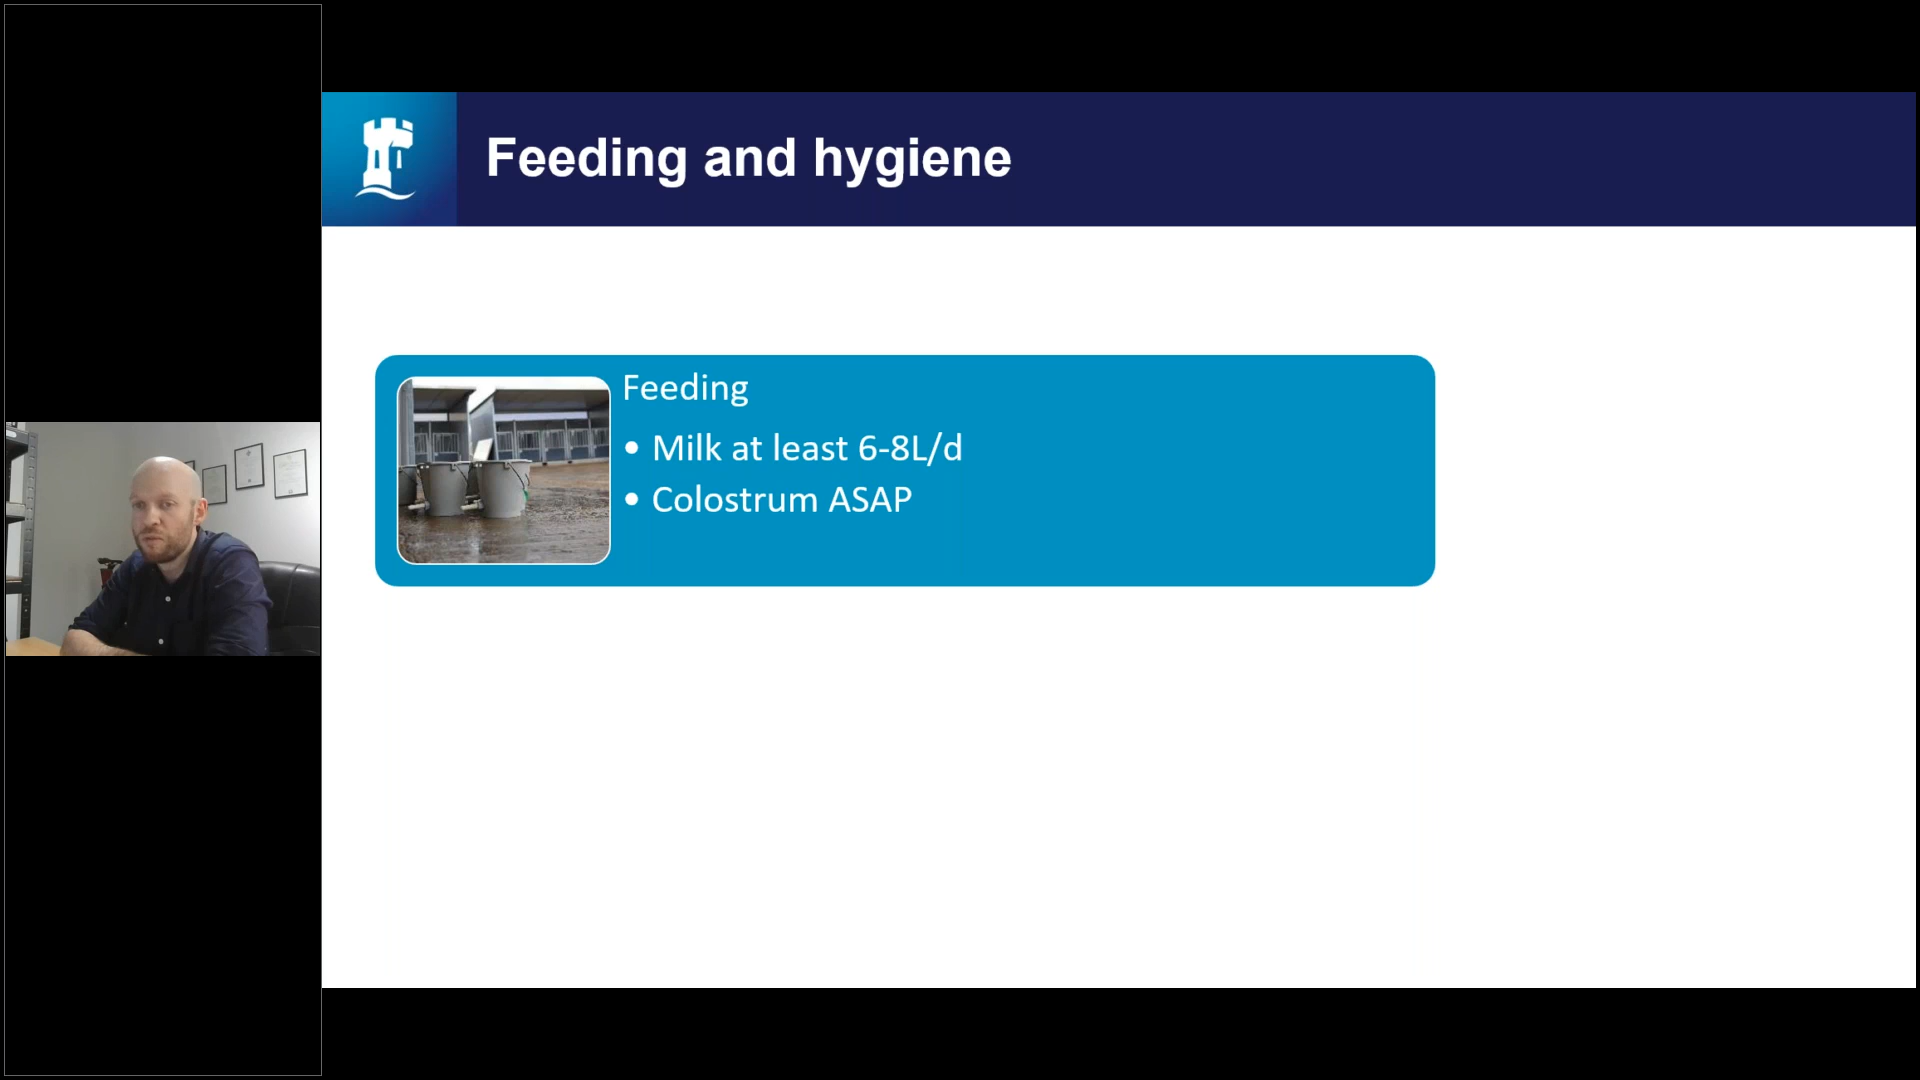 Feeding and hygiene
Feeding
• Milk at least 6-8L/d
• Colostrum ASAP